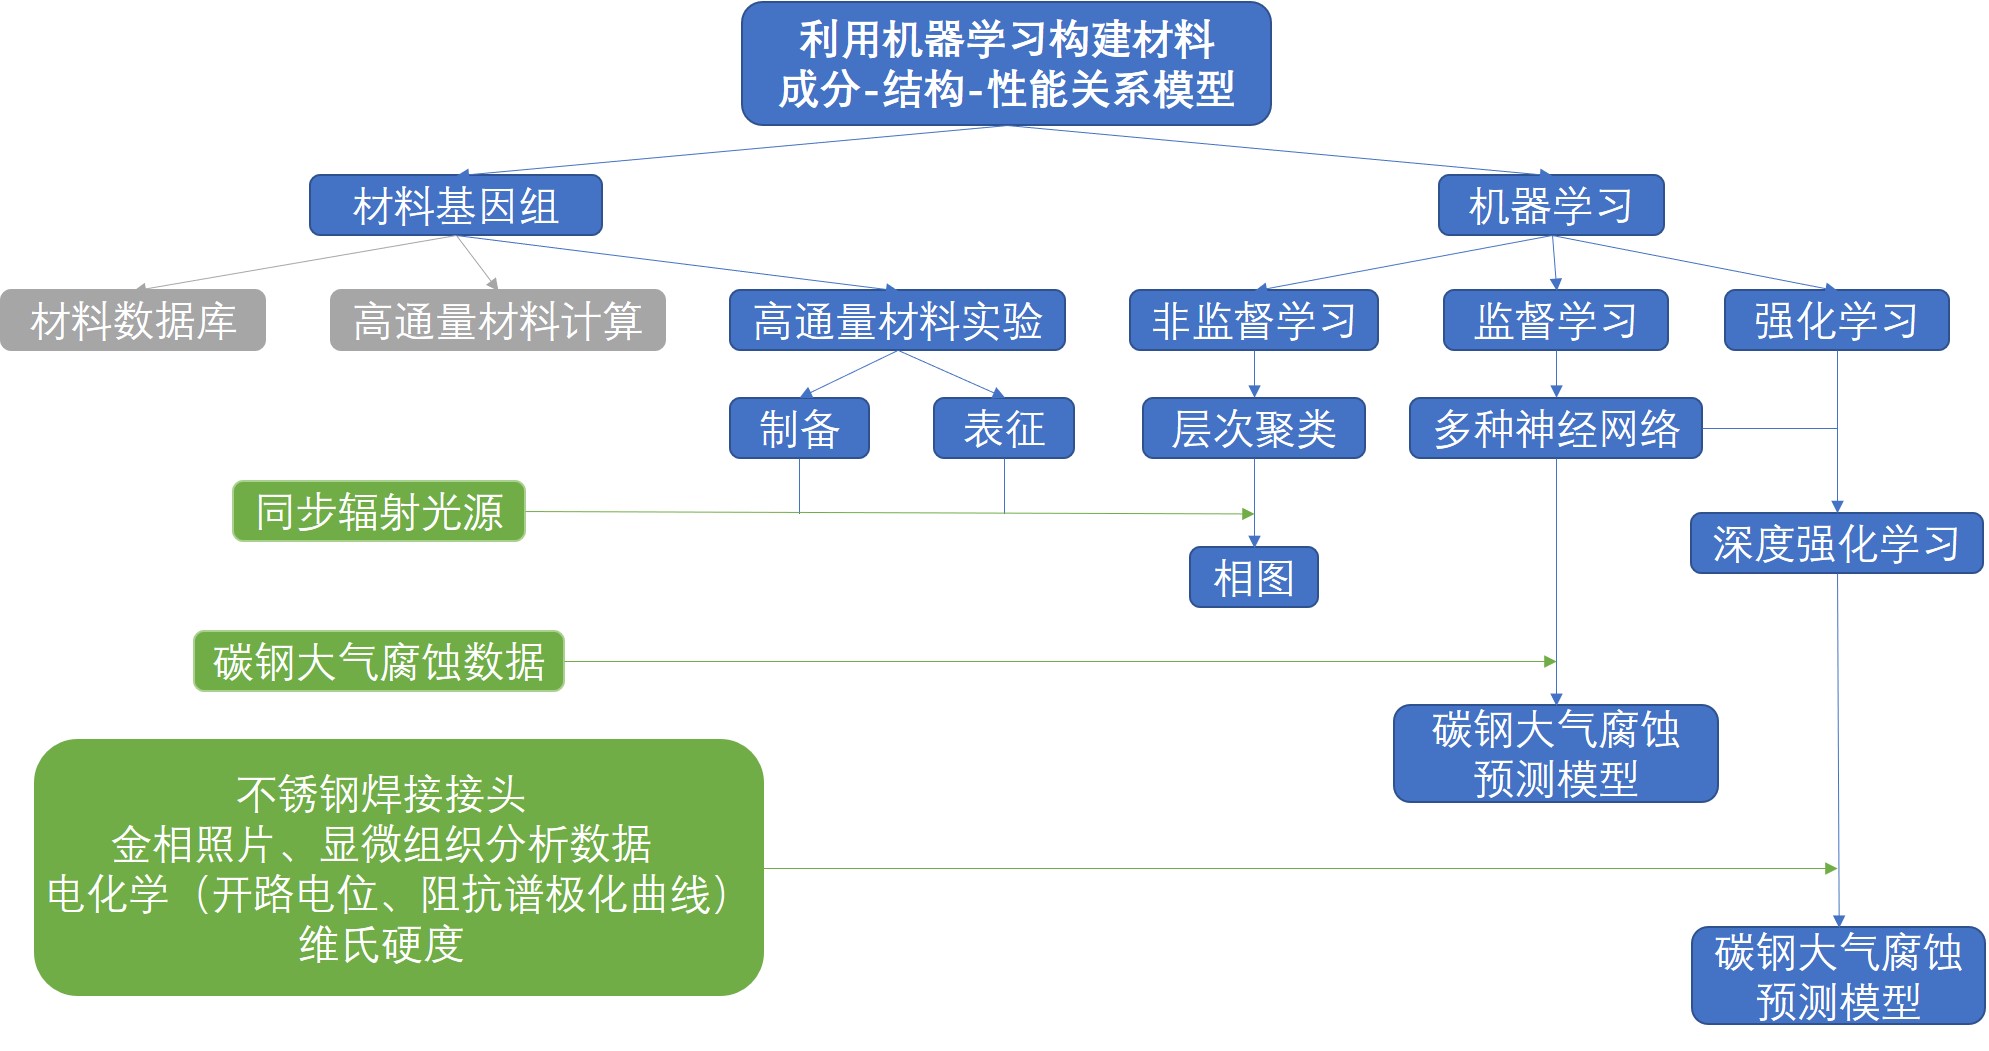 利用机器学习构建材料
成分-结构-性能关系模型
材料基因组
机器学习
材料数据库
高通量材料计算
高通量材料实验
非监督学习
监督学习
强化学习
制备
表征
层次聚类
多种神经网络
同步辐射光源
深度强化学习
相图
碳钢大气腐蚀数据
碳钢大气腐蚀
预测模型
不锈钢焊接接头
金相照片、显微组织分析数据
电化学（开路电位、阻抗谱极化曲线）
维氏硬度
碳钢大气腐蚀
预测模型